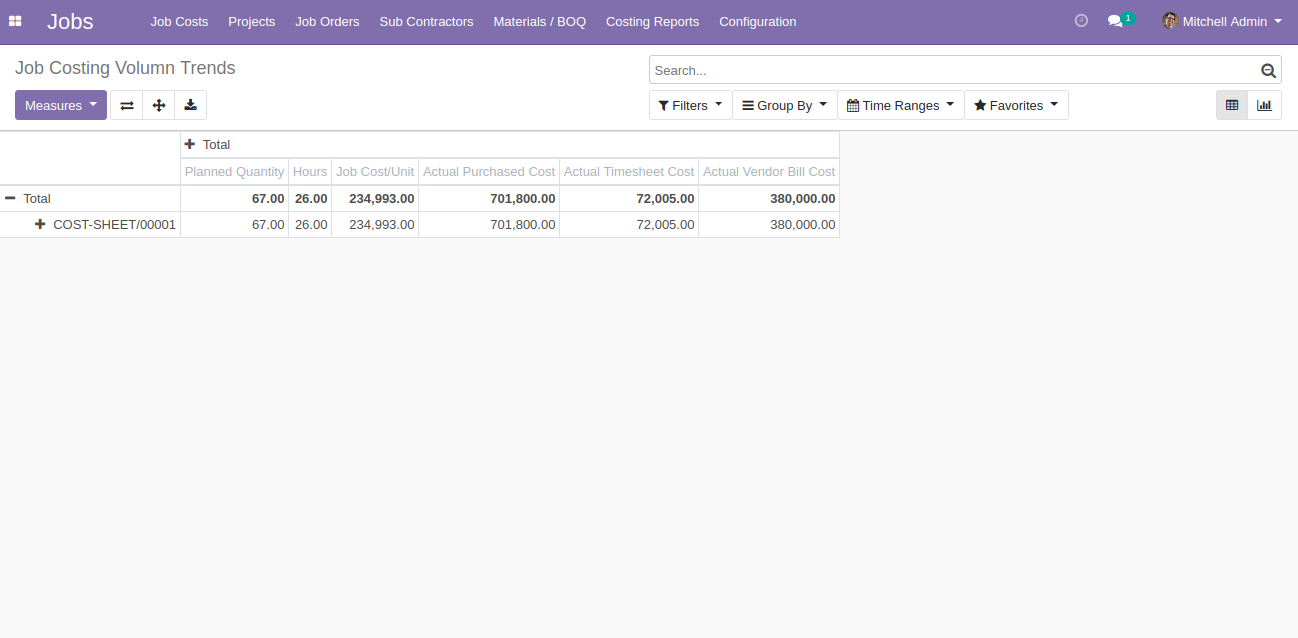 Jobs Job Costs Projects Job Orders Sub Contractors Materials / BOQ Costing Reports Configuration 1 Mitchell Admin
Job Costing Volumn Trends
Search...
Measures Filters Group By Time Ranges Favorites
Total
Planned Quantity Hours Job Cost/Unit Actual Purchased Cost Actual Timesheet Cost Actual Vendor Bill Cost
Total 67.00 26.00 234,993.00 701,800.00 72,005.00 380,000.00
COST-SHEET/00001 67.00 26.00 234,993.00 701,800.00 72,005.00 380,000.00